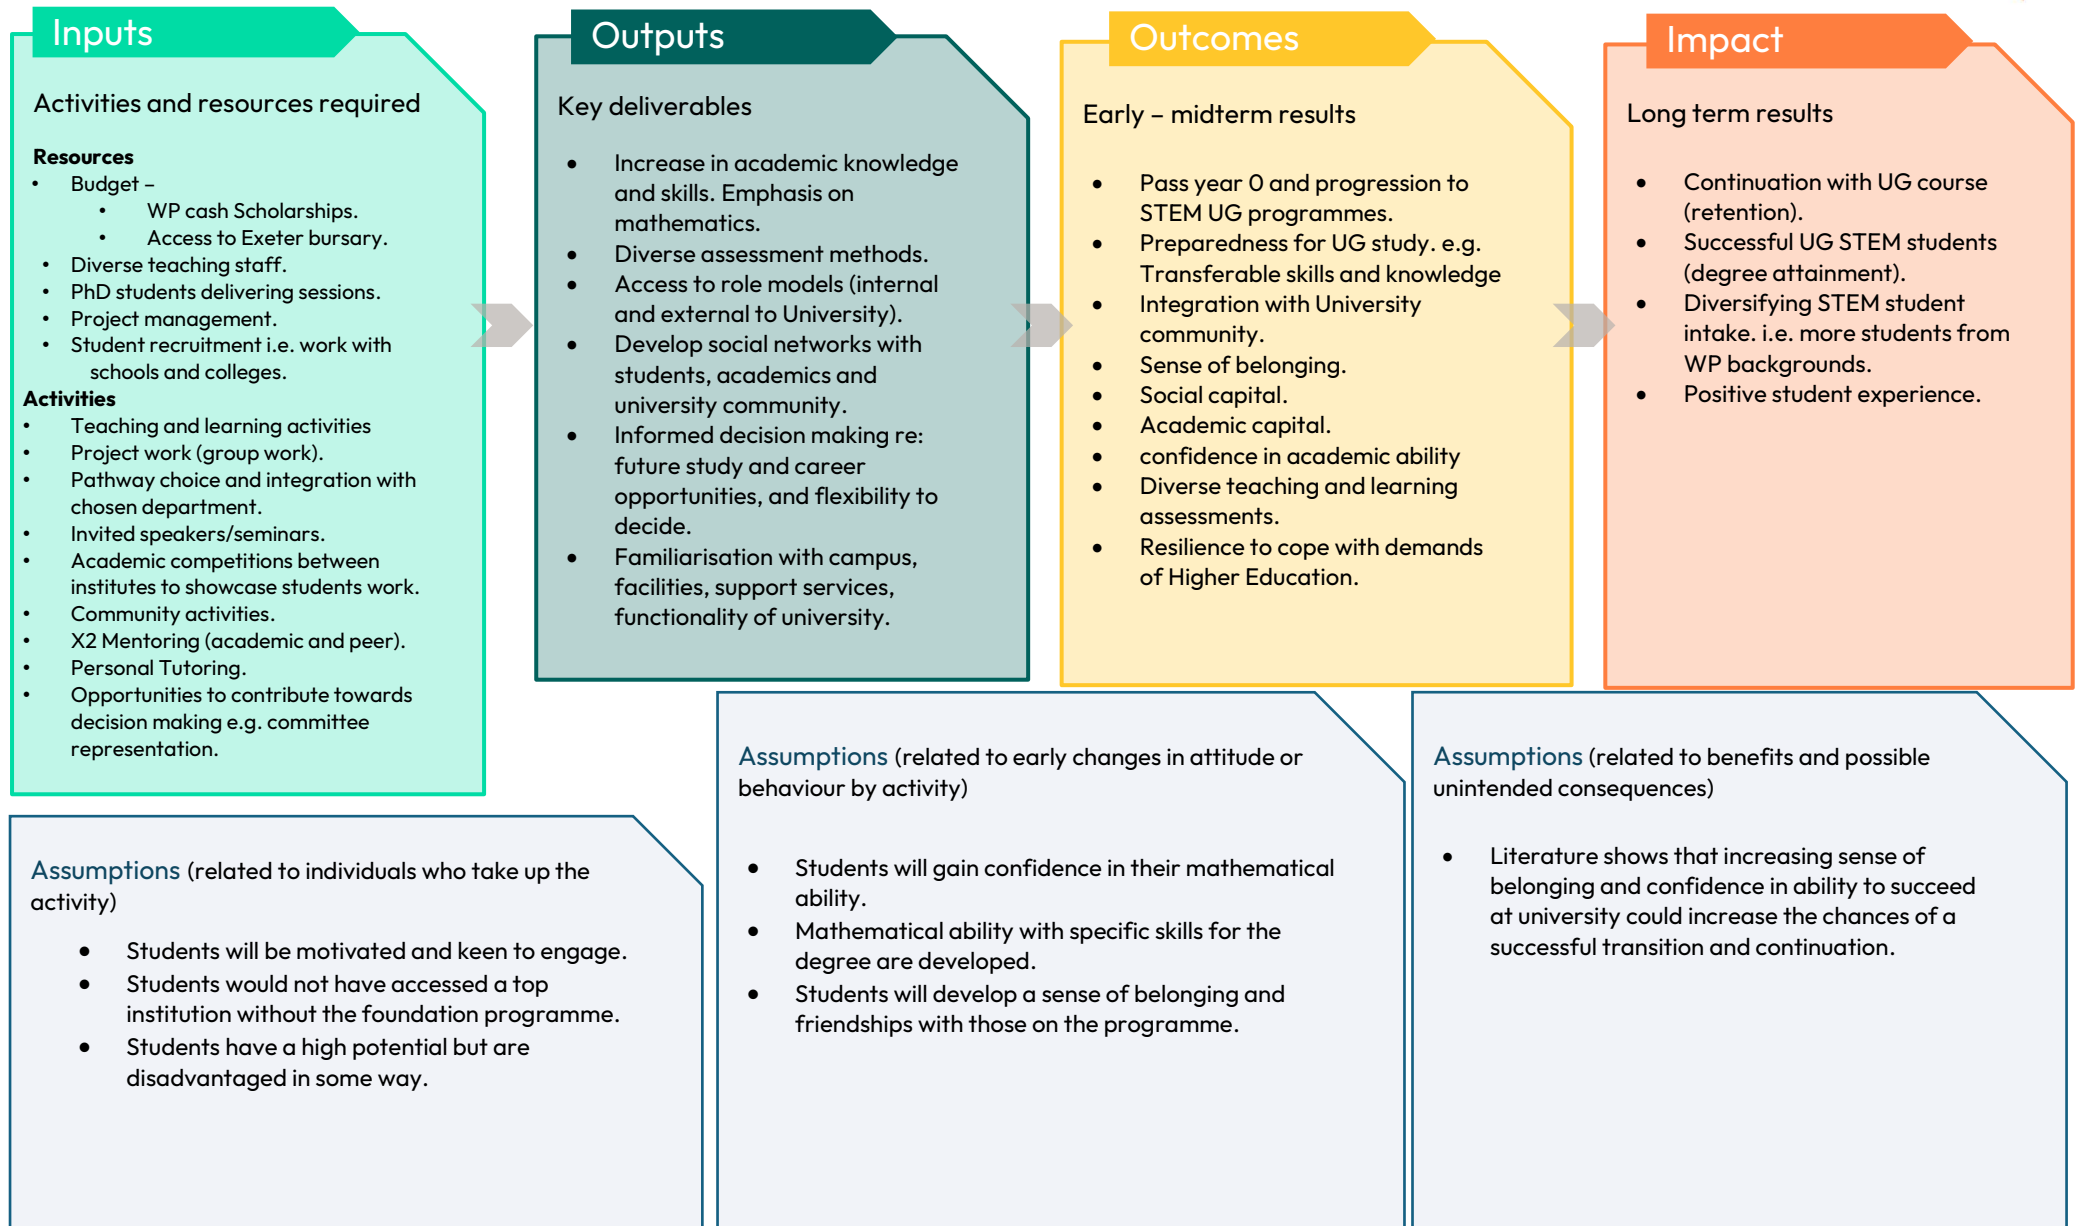 Inputs
Activities and resources required
Resources
• Budget –
• WP cash Scholarships.
• Access to Exeter bursary.
• Diverse teaching staff.
• PhD students delivering sessions.
• Project management.
• Student recruitment i.e. work with
schools and colleges.
Activities
• Teaching and learning activities
• Project work (group work).
• Pathway choice and integration with
chosen department.
• Invited speakers/seminars.
• Academic competitions between
institutes to showcase students work.
• Community activities.
• X2 Mentoring (academic and peer).
• Personal Tutoring.
• Opportunities to contribute towards
decision making e.g. committee
representation.
Outputs
Key deliverables
• Increase in academic knowledge
and skills. Emphasis on
mathematics.
• Diverse assessment methods.
• Access to role models (internal
and external to University).
• Develop social networks with
students, academics and
university community.
• Informed decision making re:
future study and career
opportunities, and flexibility to
decide.
• Familiarisation with campus,
facilities, support services,
functionality of university.
Outcomes
Early – midterm results
• Pass year 0 and progression to
STEM UG programmes.
• Preparedness for UG study. e.g.
Transferable skills and knowledge
• Integration with University
community.
• Sense of belonging.
• Social capital.
• Academic capital.
• confidence in academic ability
• Diverse teaching and learning
assessments.
• Resilience to cope with demands
of Higher Education.
Impact
Long term results
• Continuation with UG course
(retention).
• Successful UG STEM students
(degree attainment).
• Diversifying STEM student
intake. i.e. more students from
WP backgrounds.
• Positive student experience.
Assumptions (related to individuals who take up the
activity)
• Students will be motivated and keen to engage.
• Students would not have accessed a top
institution without the foundation programme.
• Students have a high potential but are
disadvantaged in some way.
Assumptions (related to early changes in attitude or
behaviour by activity)
• Students will gain confidence in their mathematical
ability.
• Mathematical ability with specific skills for the
degree are developed.
• Students will develop a sense of belonging and
friendships with those on the programme.
Assumptions (related to benefits and possible
unintended consequences)
• Literature shows that increasing sense of
belonging and confidence in ability to succeed
at university could increase the chances of a
successful transition and continuation.